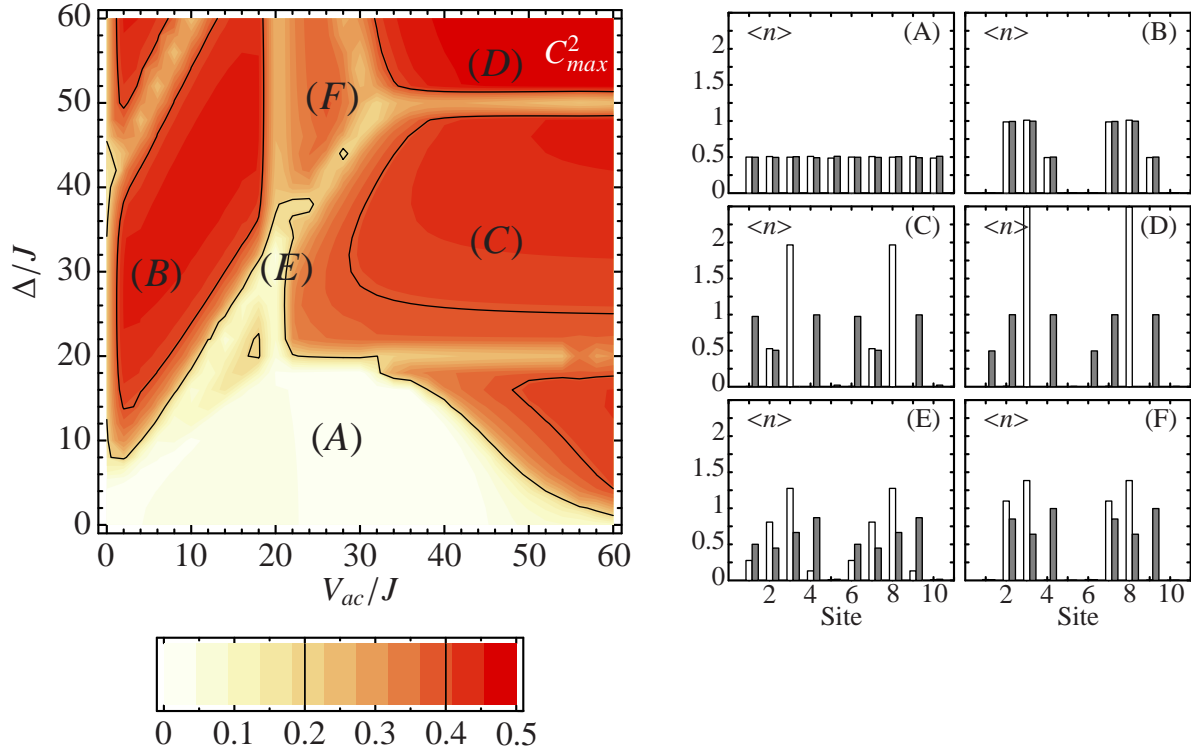 60
50
40
30
20
10
0
Δ/J
C²max
(D)
(F)
(B)
(E)
(C)
(A)
0 10 20 30 40 50 60
Vac/J
0 0.1 0.2 0.3 0.4 0.5
2
1.5
1
0.5
0
<n> (A)
<n> (B)
2
1.5
1
0.5
0
<n> (C)
<n> (D)
2
1.5
1
0.5
0
<n> (E)
<n> (F)
2 4 6 8 10
Site
2 4 6 8 10
Site